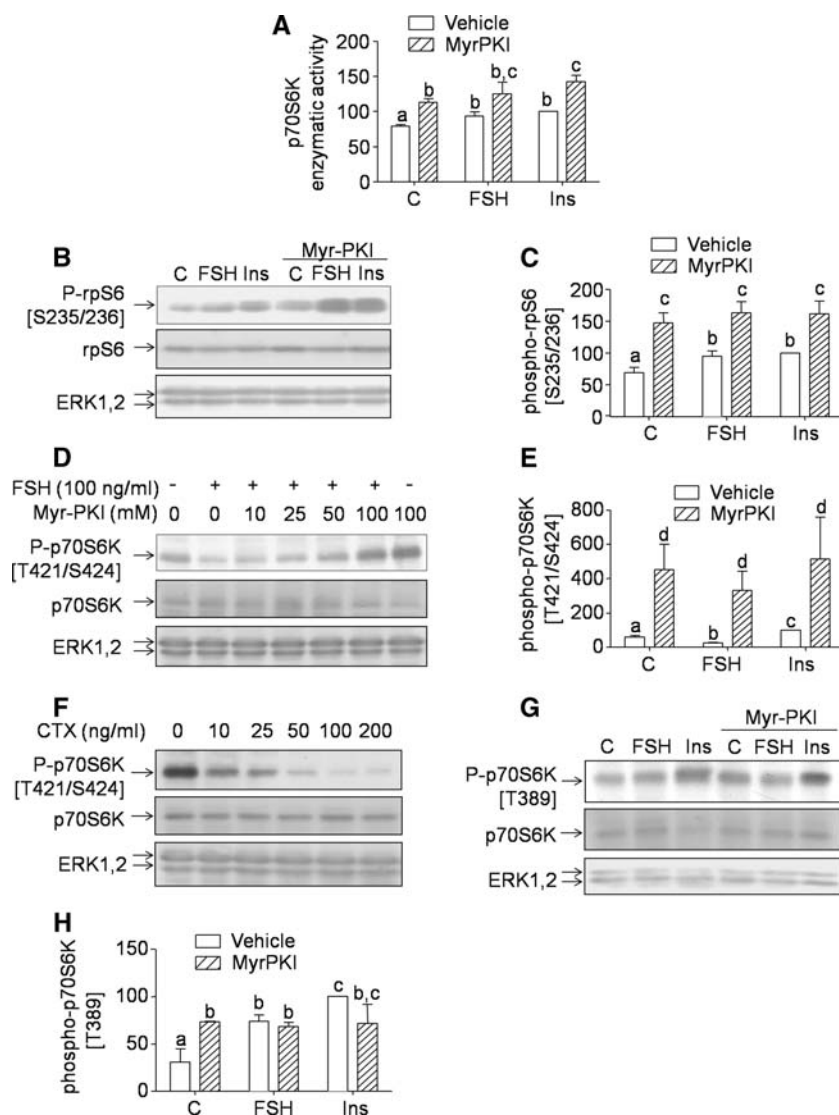 A
Vehicle
MyrPKI
p70S6K
enzymatic activity
200
150
100
50
0
a
b
b
b,c
b
c
C
FSH
Ins
B
Myr-PKI
C FSH Ins C FSH Ins
P-rpS6
[S235/236]
rpS6
ERK1,2
C
Vehicle
MyrPKI
phospho-rpS6
[S235/236]
200
150
100
50
0
a
c
b
c
b
c
C
FSH
Ins
D
FSH (100 ng/ml) - + + + + + -
Myr-PKI (mM) 0 0 10 25 50 100 100
P-p70S6K
[T421/S424]
p70S6K
ERK1,2
E
Vehicle
MyrPKI
phospho-p70S6K
[T421/S424]
800
600
400
200
0
a
d
b
d
c
d
C
FSH
Ins
F
CTX (ng/ml) 0 10 25 50 100 200
P-p70S6K
[T421/S424]
p70S6K
ERK1,2
G
Myr-PKI
C FSH Ins C FSH Ins
P-p70S6K
[T389]
p70S6K
ERK1,2
H
Vehicle
MyrPKI
phospho-p70S6K
[T389]
150
100
50
0
a
b
b
b
c
b,c
C
FSH
Ins